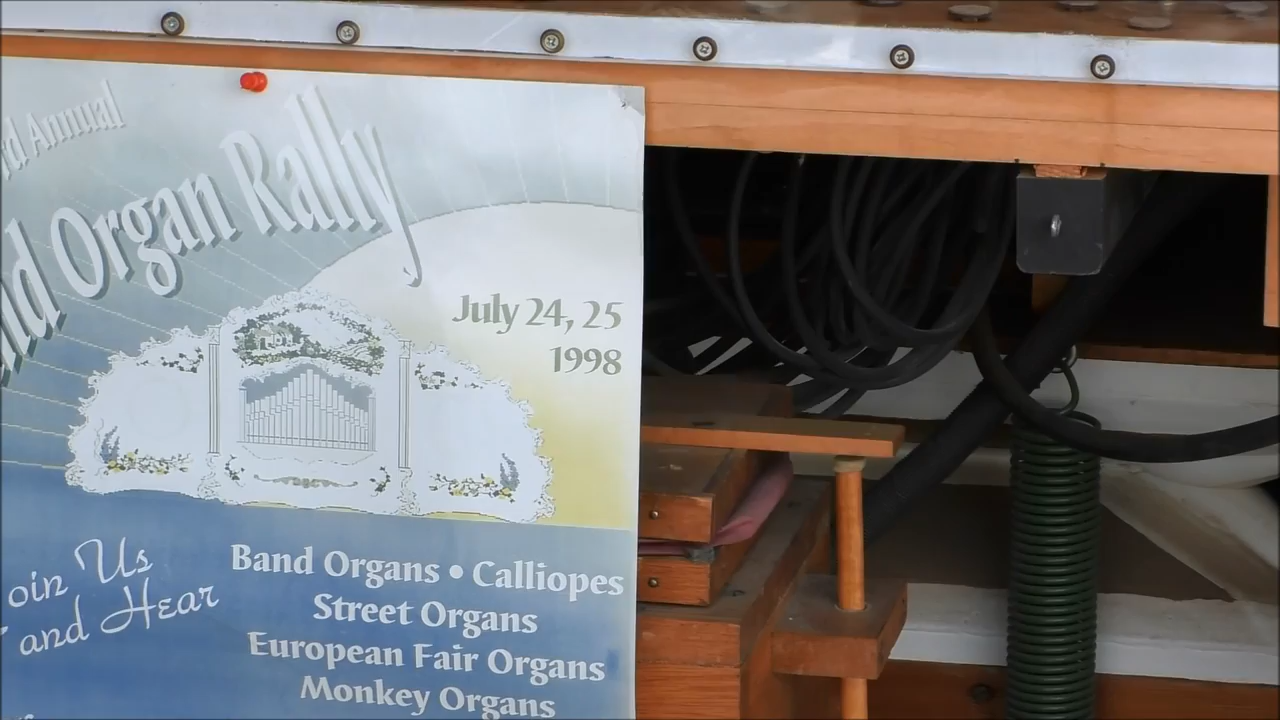 rd Annual
nd Organ Rally
July 24, 25
1998
oin Us
and Hear
Band Organs • Calliopes
Street Organs
European Fair Organs
Monkey Organs